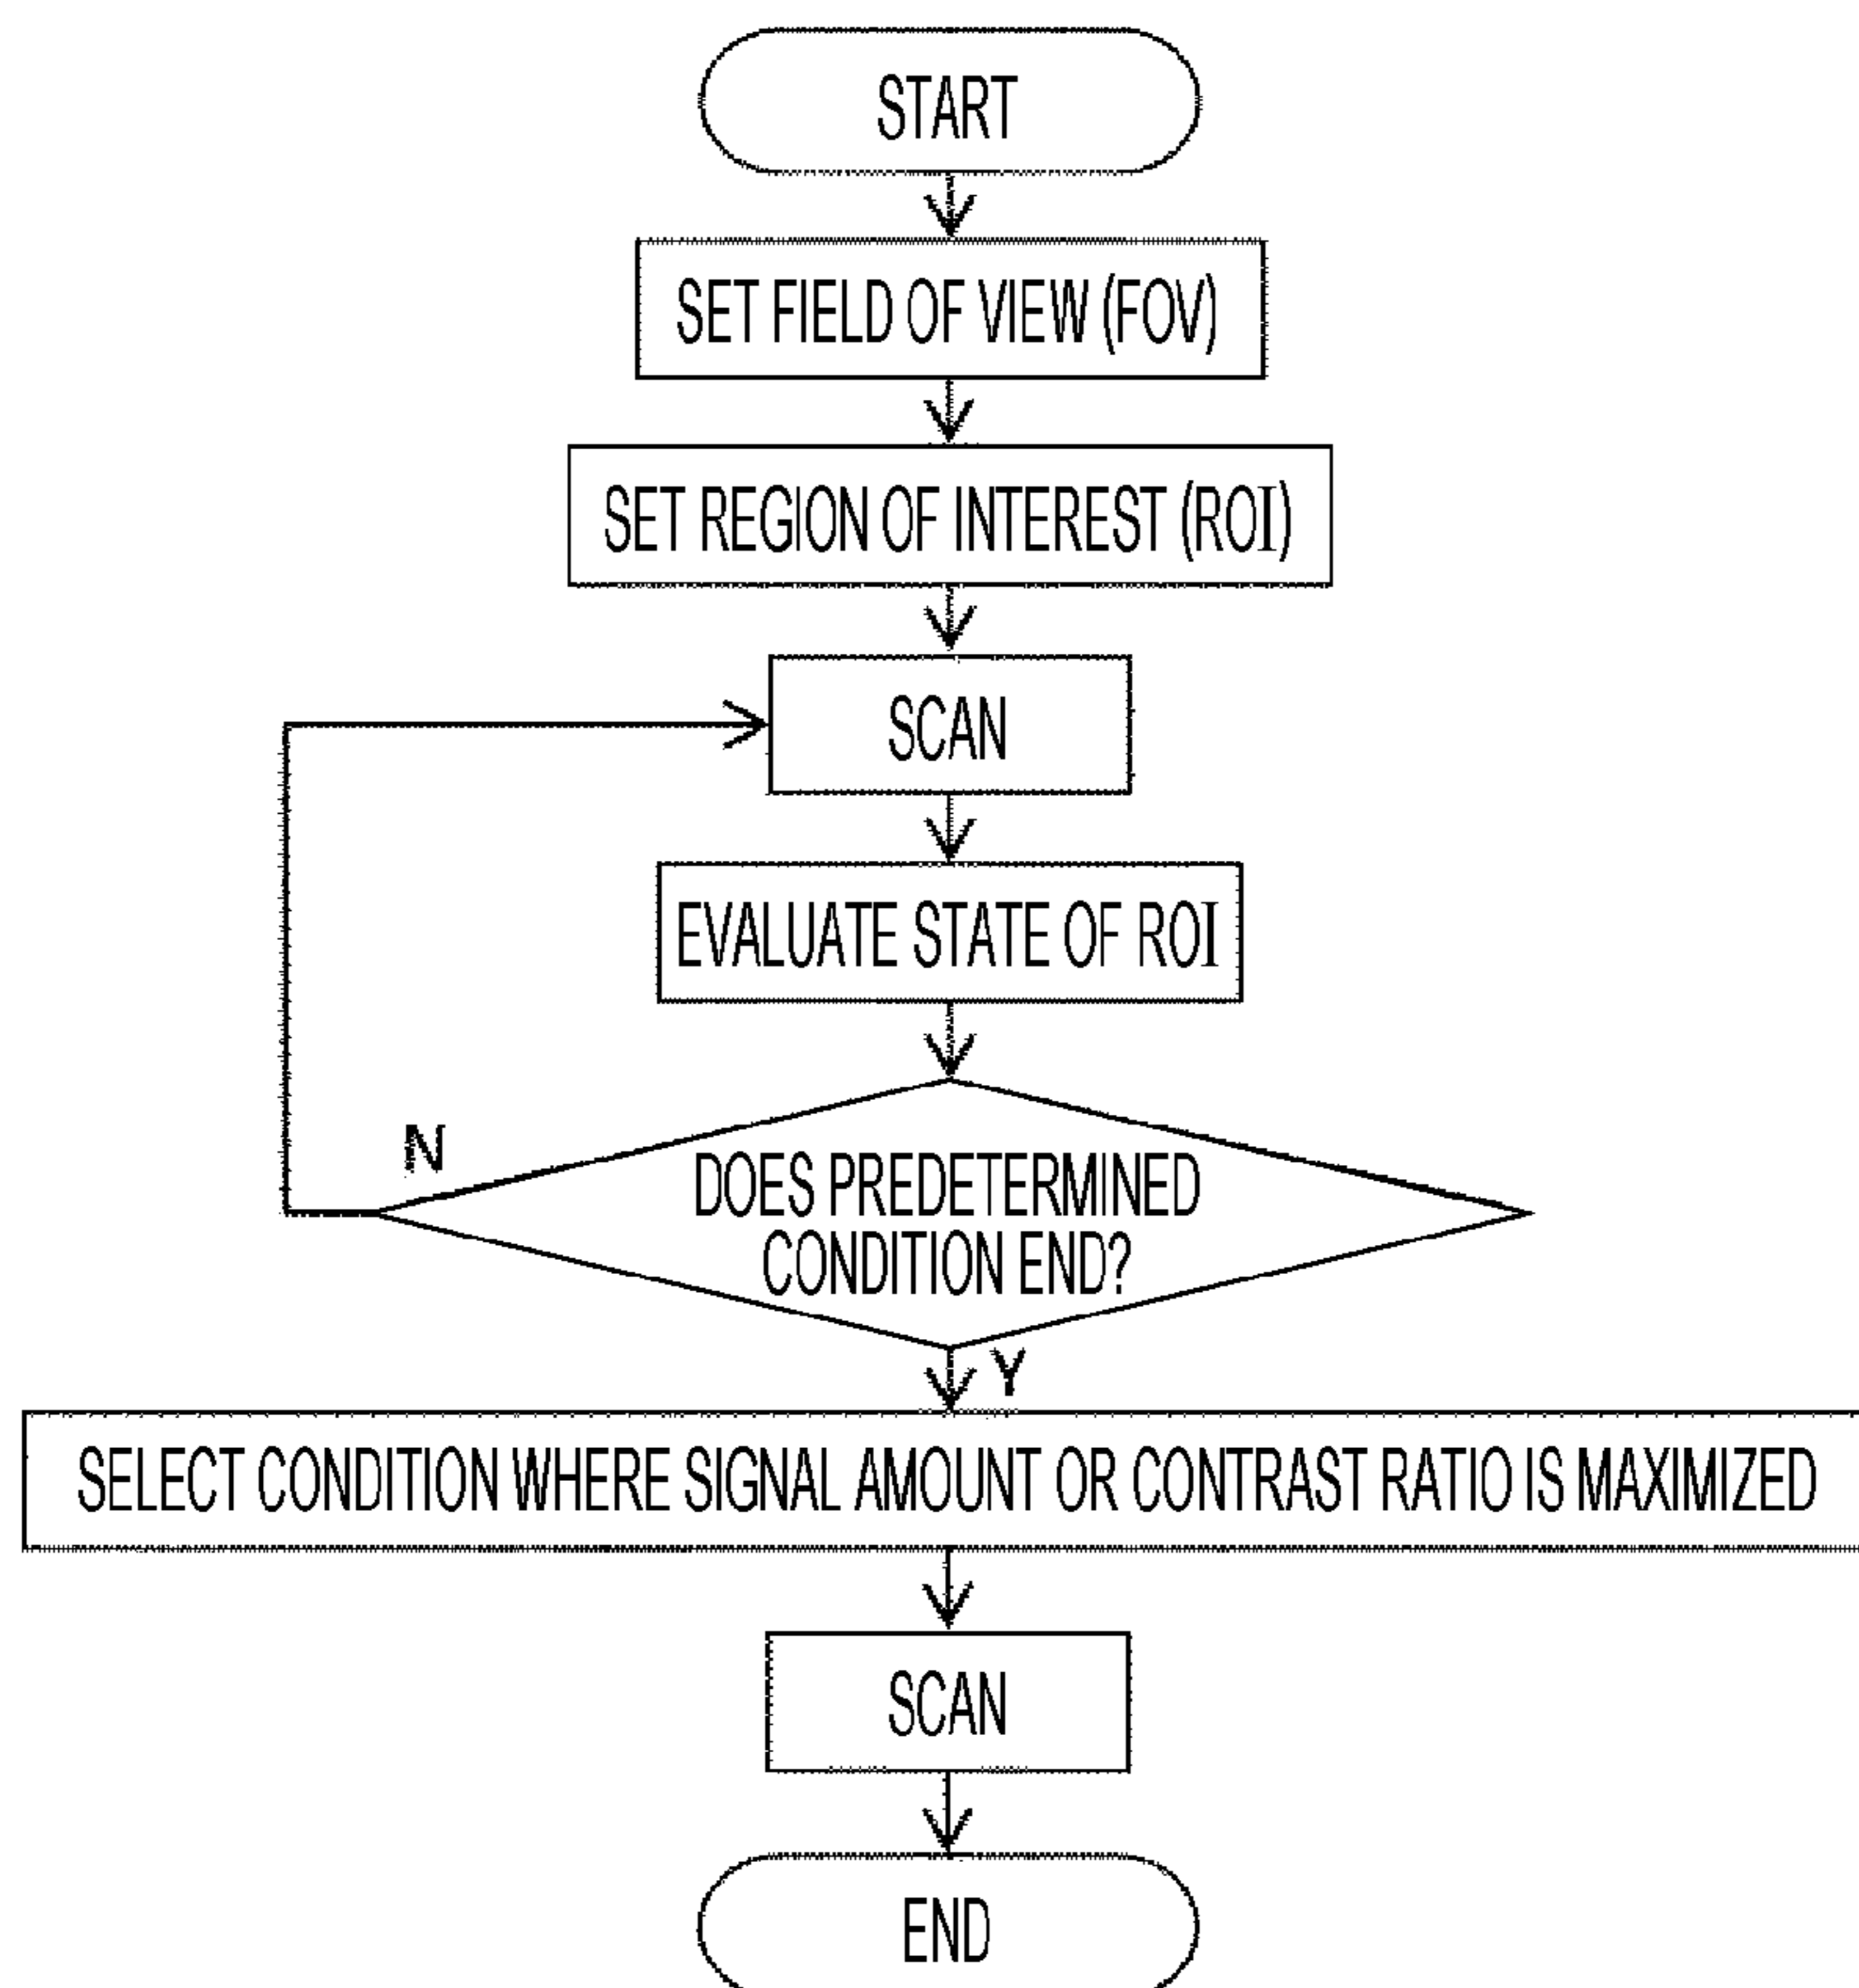 START
SET FIELD OF VIEW (FOV)
SET REGION OF INTEREST (ROI)
SCAN
EVALUATE STATE OF ROI
N
DOES PREDETERMINED
CONDITION END?
Y
SELECT CONDITION WHERE SIGNAL AMOUNT OR CONTRAST RATIO IS MAXIMIZED
SCAN
END